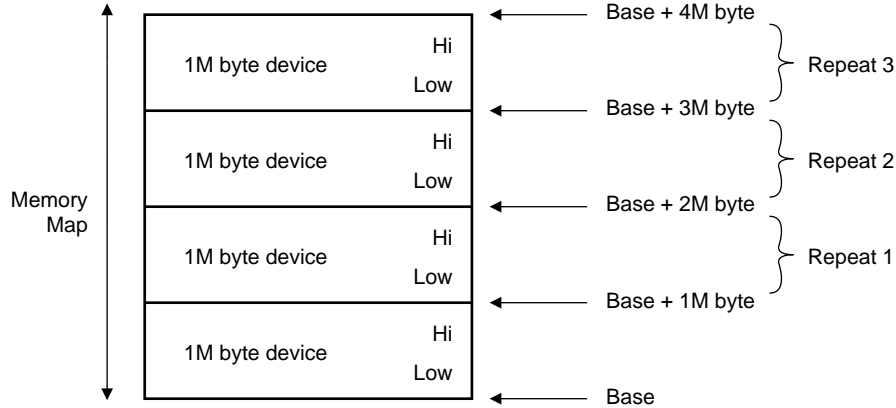 Base + 4M byte
Hi
1M byte device
Repeat 3
Low
Base + 3M byte
Hi
1M byte device
Repeat 2
Low
Memory
Map
Base + 2M byte
Hi
1M byte device
Repeat 1
Low
Base + 1M byte
Hi
1M byte device
Low
Base